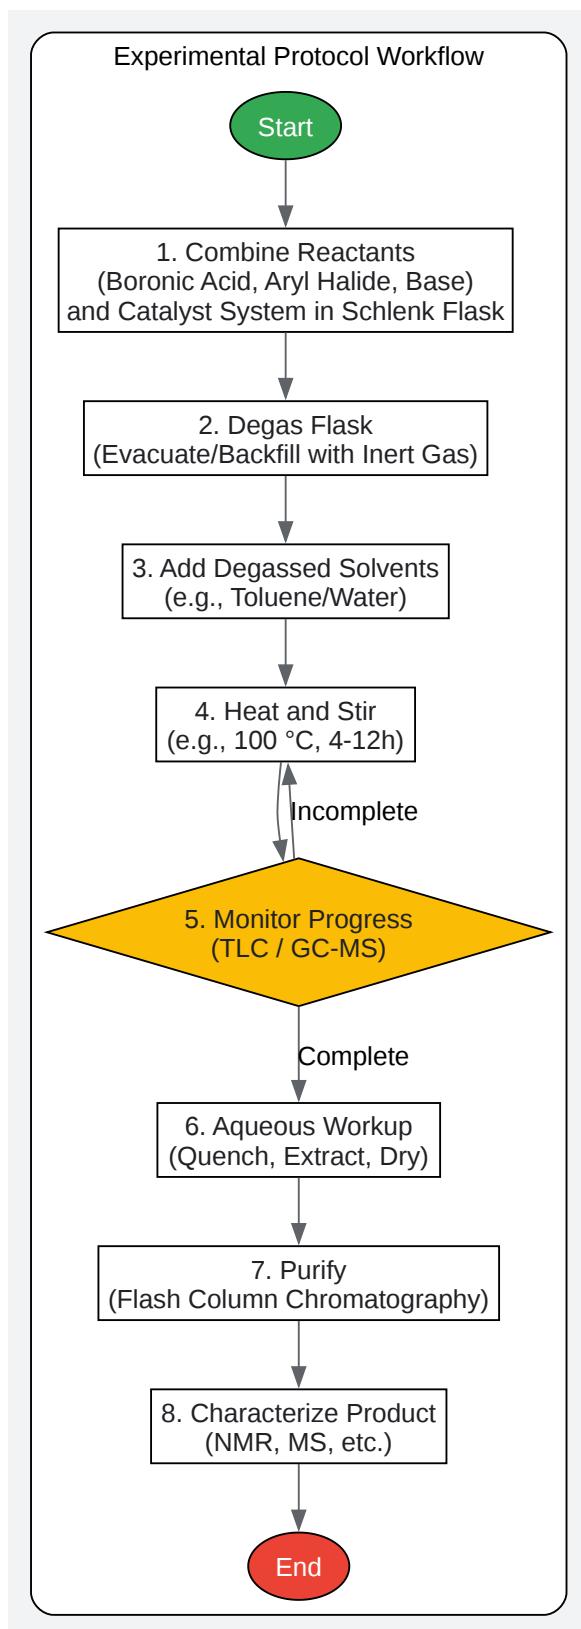 Experimental Protocol Workflow
Start
1. Combine Reactants
(Boronic Acid, Aryl Halide, Base)
and Catalyst System in Schlenk Flask
2. Degas Flask
(Evacuate/Backfill with Inert Gas)
3. Add Degassed Solvents
(e.g., Toluene/Water)
4. Heat and Stir
(e.g., 100 °C, 4-12h)
Incomplete
5. Monitor Progress
(TLC / GC-MS)
Complete
6. Aqueous Workup
(Quench, Extract, Dry)
7. Purify
(Flash Column Chromatography)
8. Characterize Product
(NMR, MS, etc.)
End